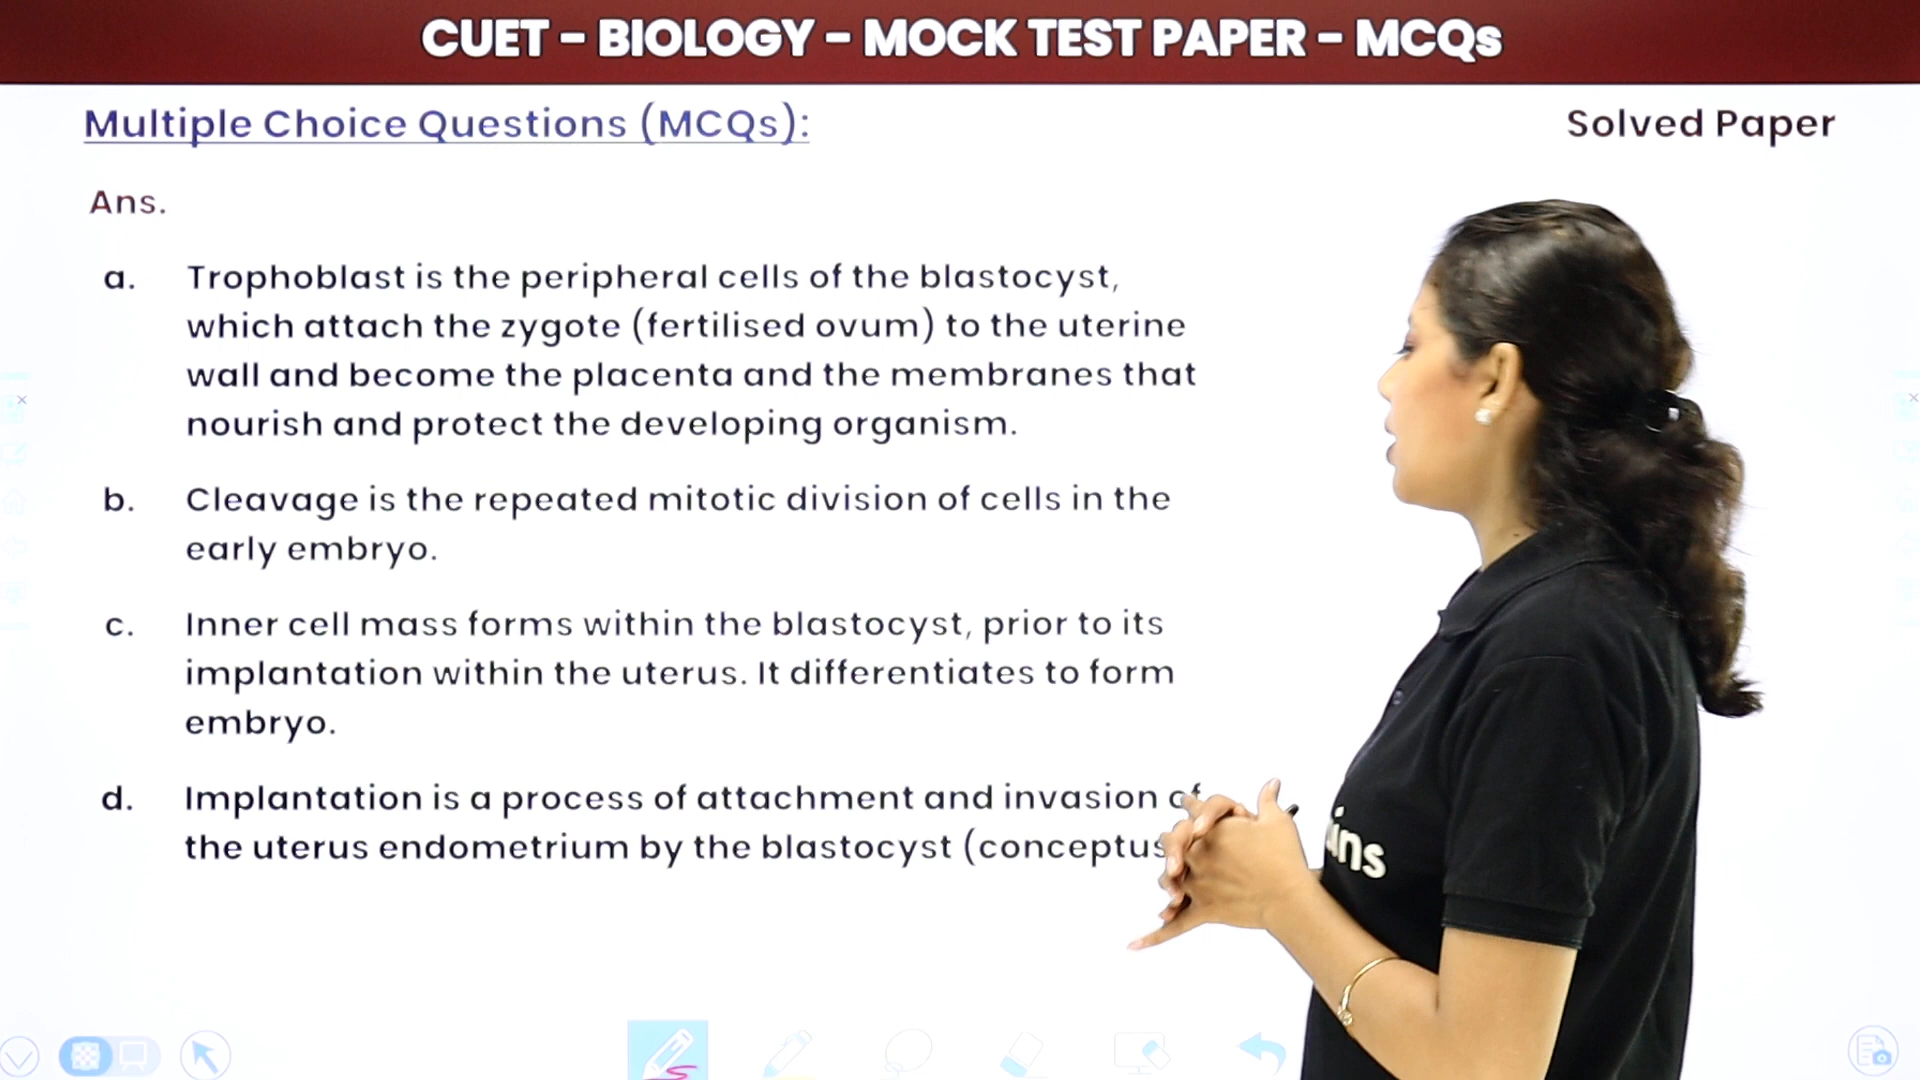 CUET - BIOLOGY - MOCK TEST PAPER - MCQs
Multiple Choice Questions (MCQs):
Solved Paper
Ans.
a. Trophoblast is the peripheral cells of the blastocyst,
which attach the zygote (fertilised ovum) to the uterine
wall and become the placenta and the membranes that
nourish and protect the developing organism.
b. Cleavage is the repeated mitotic division of cells in the
early embryo.
c. Inner cell mass forms within the blastocyst, prior to its
implantation within the uterus. It differentiates to form
embryo.
d. Implantation is a process of attachment and invasion of
the uterus endometrium by the blastocyst (conceptus